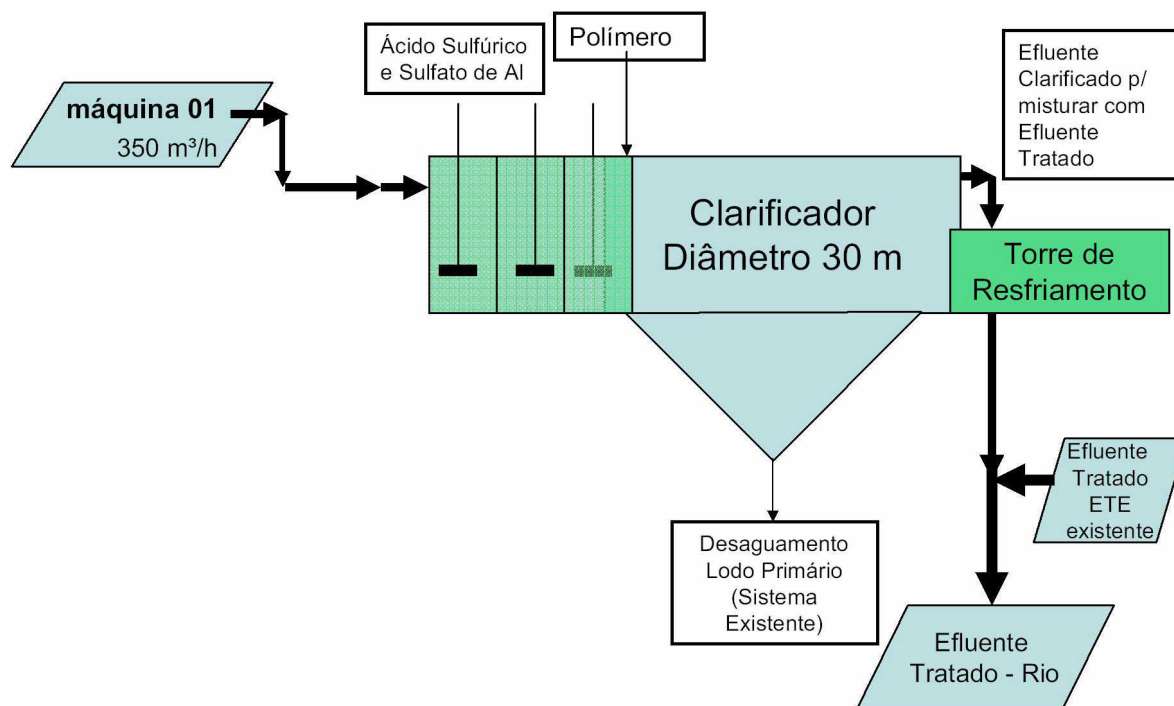 Ácido Sulfúrico
e Sulfato de Al
Polímero
Efluente
Clarificado p/
misturar com
Efluente
Tratado
máquina 01
350 m³/h
Clarificador
Diâmetro 30 m
Torre de
Resfriamento
Efluente
Tratado
ETE
existente
Desaguamento
Lodo Primário
(Sistema
Existente)
Efluente
Tratado - Rio